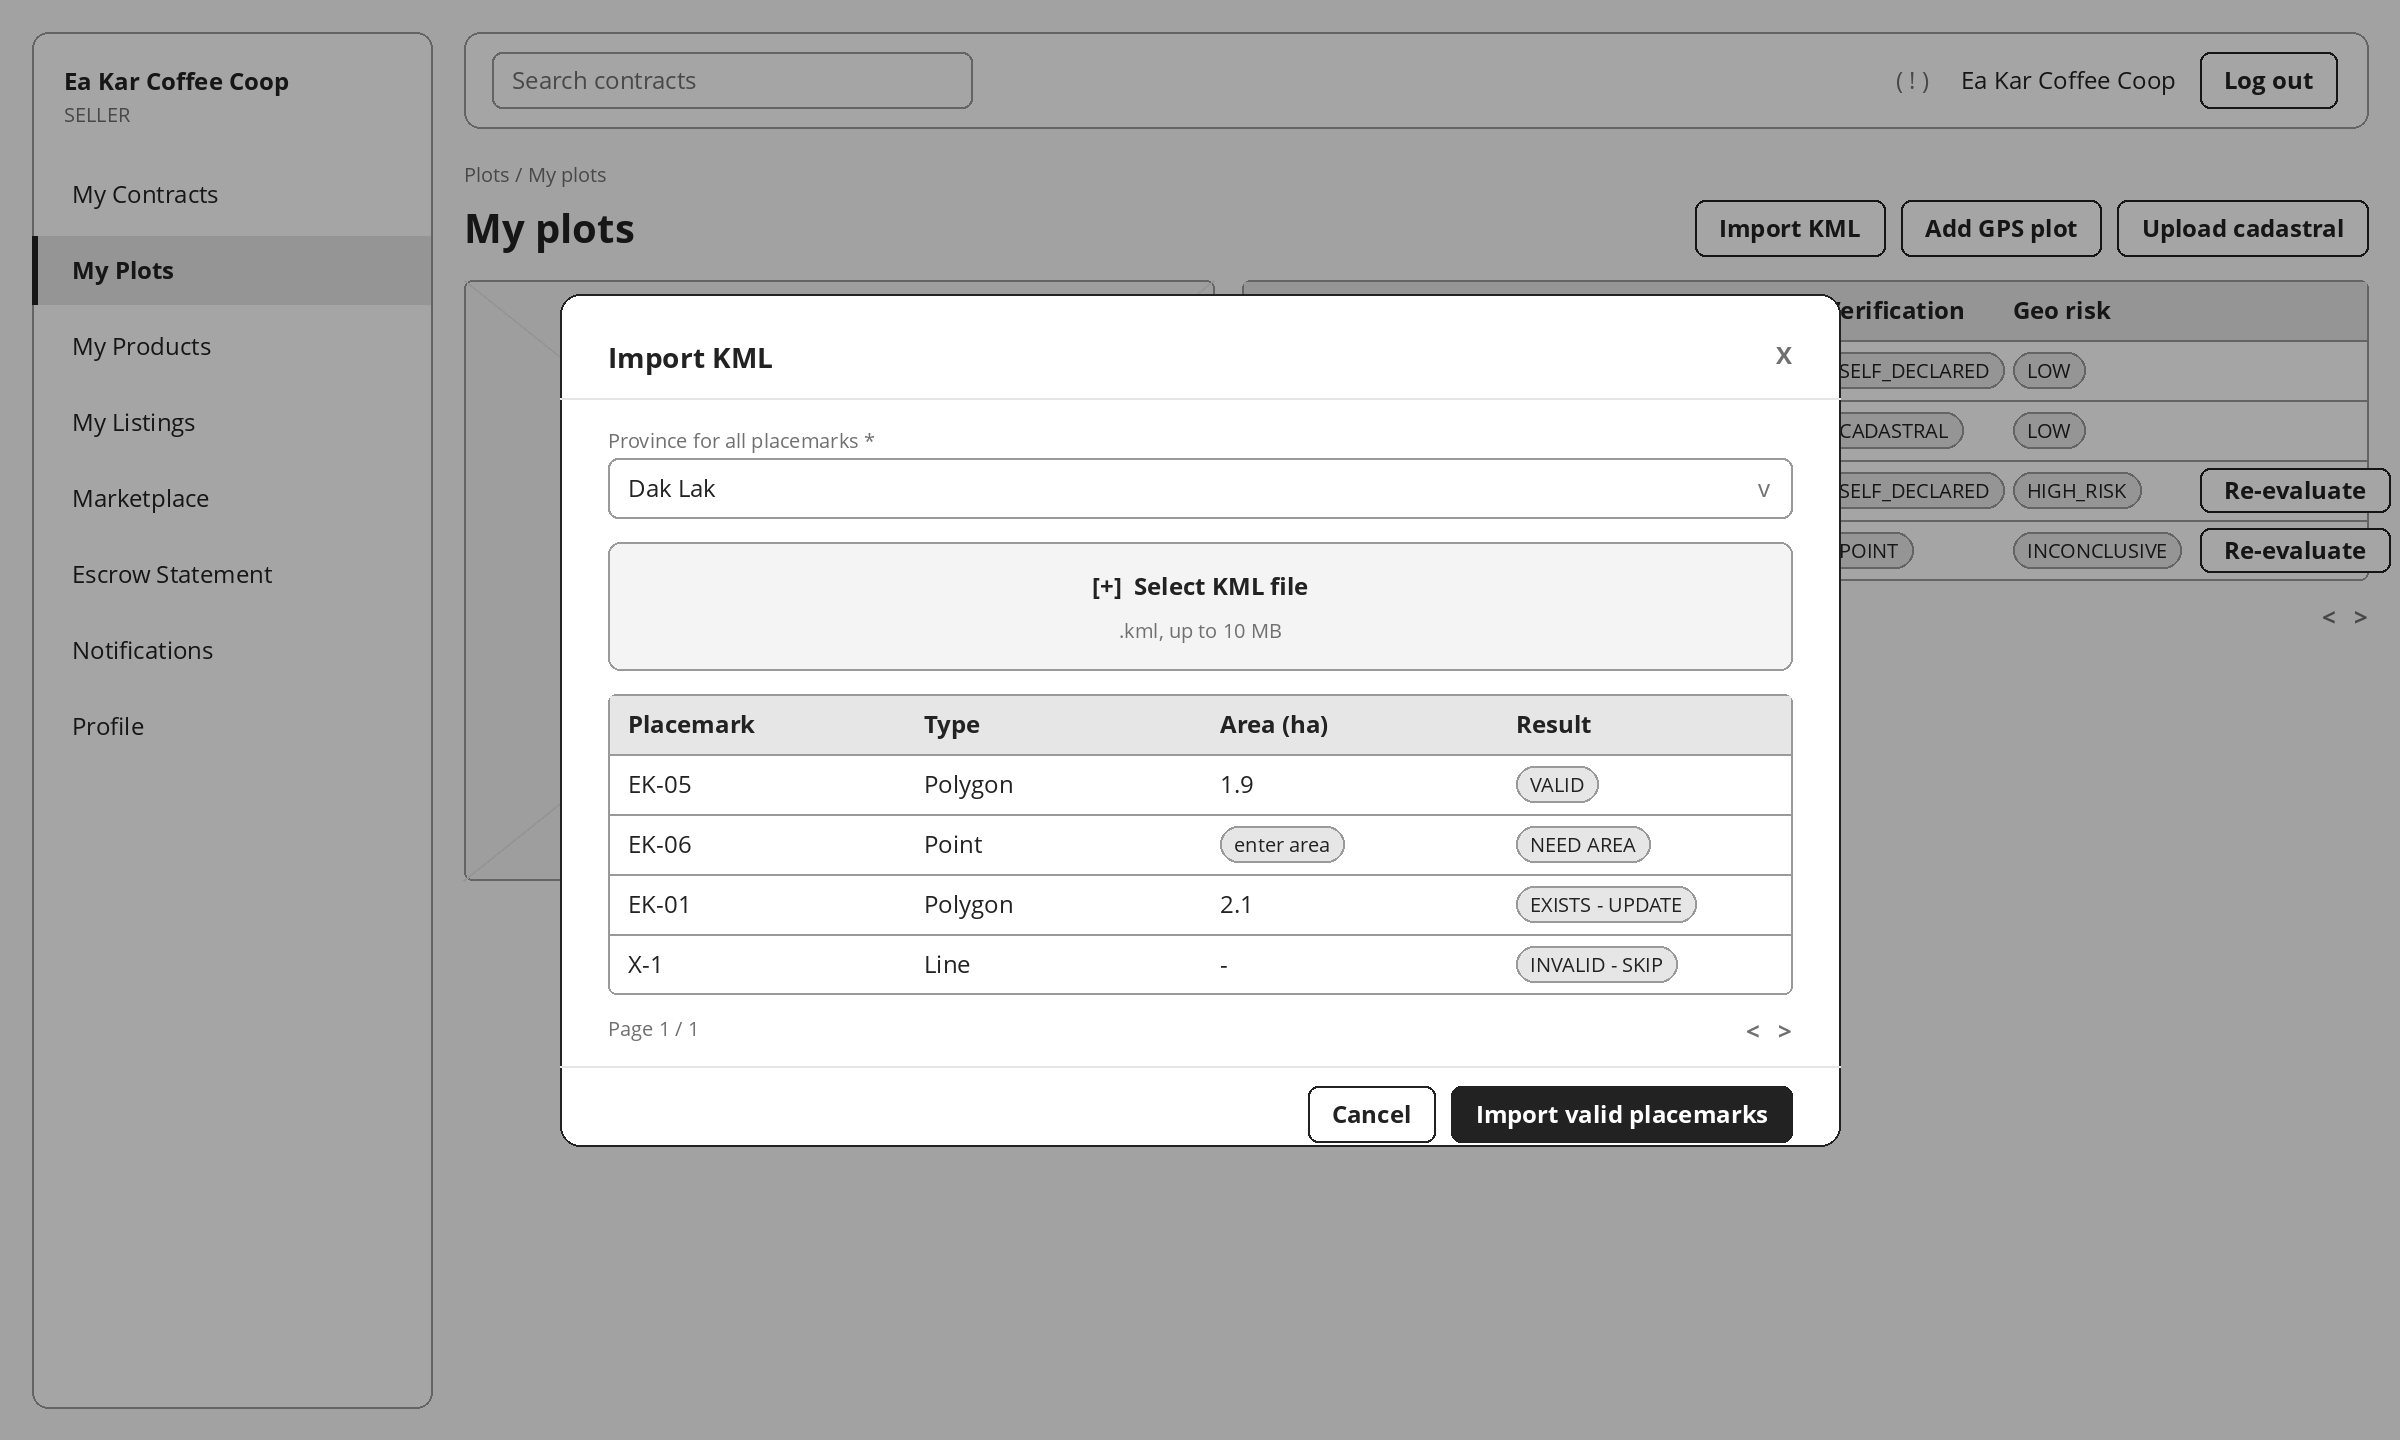 Ea Kar Coffee Coop
SELLER
My Contracts
My Plots
My Products
My Listings
Marketplace
Escrow Statement
Notifications
Profile
Search contracts
( ! )
Ea Kar Coffee Coop
Log out
Plots / My plots
My plots
Import KML
Add GPS plot
Upload cadastral
erification Geo risk
SELF_DECLARED LOW
CADASTRAL LOW
SELF_DECLARED HIGH_RISK Re-evaluate
POINT INCONCLUSIVE Re-evaluate
< >
Import KML
X
Province for all placemarks *
Dak Lak v
[+] Select KML file
.kml, up to 10 MB
Placemark Type Area (ha) Result
EK-05 Polygon 1.9 VALID
EK-06 Point enter area NEED AREA
EK-01 Polygon 2.1 EXISTS - UPDATE
X-1 Line - INVALID - SKIP
Page 1 / 1 < >
Cancel Import valid placemarks